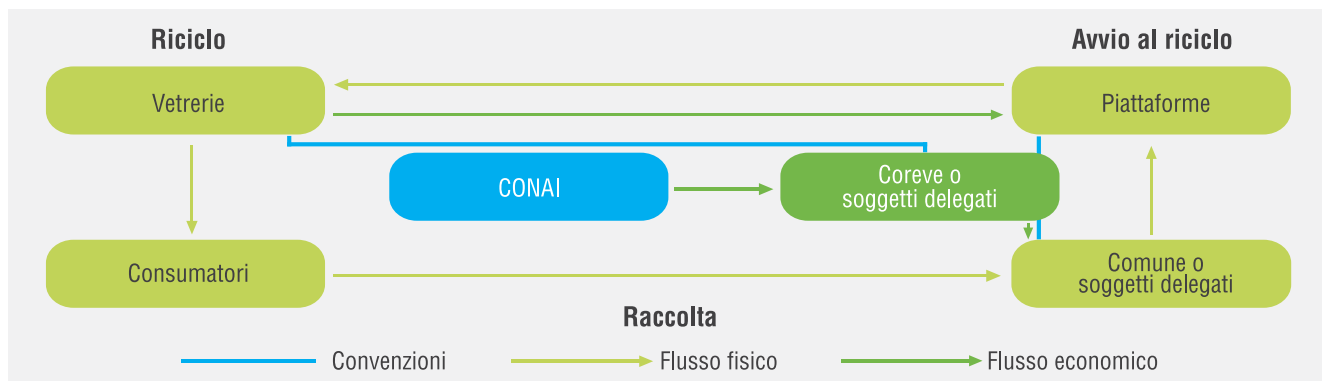 Riciclo
Avvio al riciclo
Vetrerie
Piattaforme
CONAI
Coreve o
soggetti delegati
Consumatori
Comune o
soggetti delegati
Raccolta
Convenzioni
Flusso fisico
Flusso economico